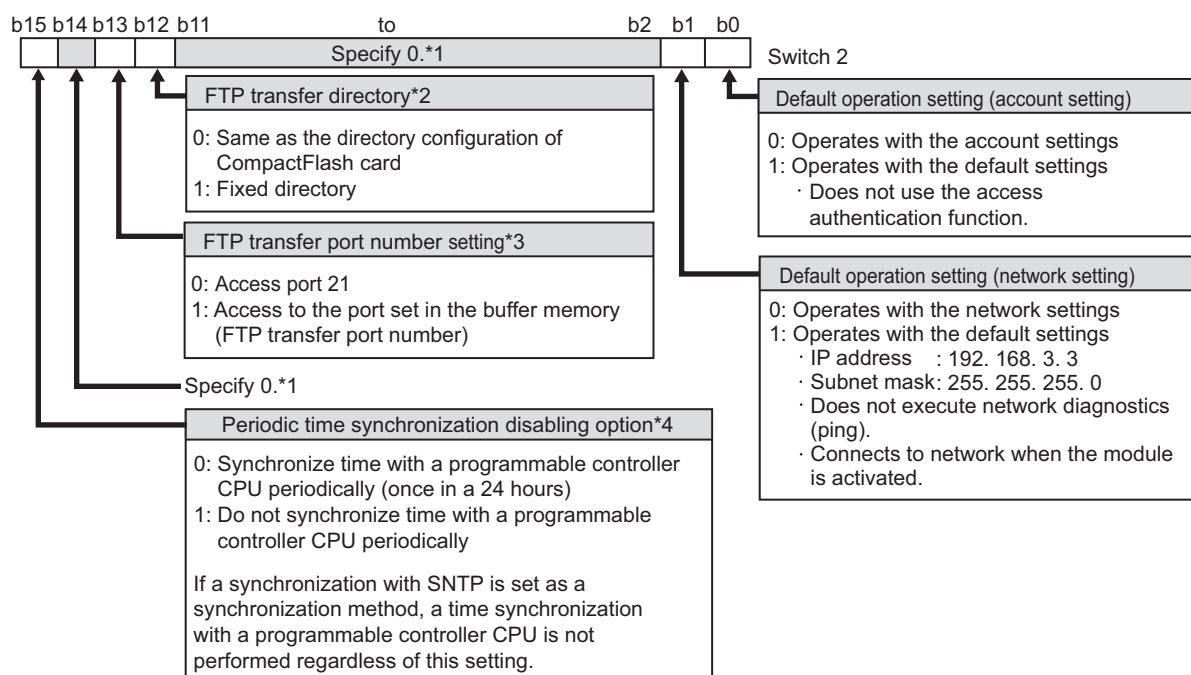 b15 b14 b13 b12 b11 to b2 b1 b0
Specify 0.*1
Switch 2
FTP transfer directory*2
0: Same as the directory configuration of
CompactFlash card
1: Fixed directory
FTP transfer port number setting*3
0: Access port 21
1: Access to the port set in the buffer memory
(FTP transfer port number)
Specify 0.*1
Periodic time synchronization disabling option*4
0: Synchronize time with a programmable controller
CPU periodically (once in a 24 hours)
1: Do not synchronize time with a programmable
controller CPU periodically
If a synchronization with SNTP is set as a
synchronization method, a time synchronization
with a programmable controller CPU is not
performed regardless of this setting.
Default operation setting (account setting)
0: Operates with the account settings
1: Operates with the default settings
· Does not use the access
authentication function.
Default operation setting (network setting)
0: Operates with the network settings
1: Operates with the default settings
· IP address : 192. 168. 3. 3
· Subnet mask: 255. 255. 255. 0
· Does not execute network diagnostics
(ping).
· Connects to network when the module
is activated.